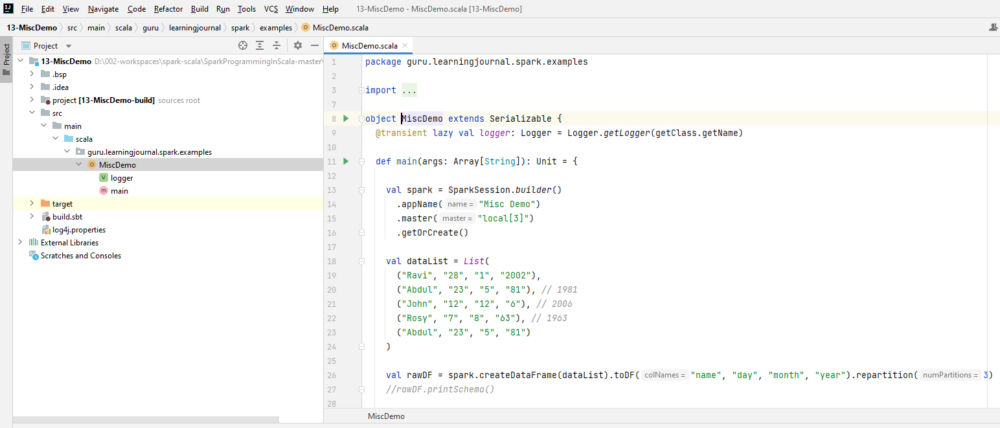 File Edit View Navigate Code Refactor Build Run Tools VCS Window Help 13-MiscDemo - MiscDemo.scala [13-MiscDemo]
13-MiscDemo src main scala guru learningjournal spark examples MiscDemo.scala
Project
Project
13-MiscDemo D:\002-workspaces\spark-scala\SparkProgrammingInScala-master\
.bsp
.idea
project [13-MiscDemo-build] sources root
src
main
scala
guru.learningjournal.spark.examples
MiscDemo
logger
main
target
build.sbt
log4j.properties
External Libraries
Scratches and Consoles
MiscDemo.scala
1 package guru.learningjournal.spark.examples
2
3 import ...
7
8 object MiscDemo extends Serializable {
9 @transient lazy val logger: Logger = Logger.getLogger(getClass.getName)
10
11 def main(args: Array[String]): Unit = {
12
13 val spark = SparkSession.builder()
14 .appName( name = "Misc Demo")
15 .master( master = "local[3]")
16 .getOrCreate()
17
18 val dataList = List(
19 ("Ravi", "28", "1", "2002"),
20 ("Abdul", "23", "5", "81"), // 1981
21 ("John", "12", "12", "6"), // 2006
22 ("Rosy", "7", "8", "63"), // 1963
23 ("Abdul", "23", "5", "81")
24 )
25
26 val rawDF = spark.createDataFrame(dataList).toDF( colNames = "name", "day", "month", "year").repartition( numPartitions = 3)
27 //rawDF.printSchema()
28
MiscDemo